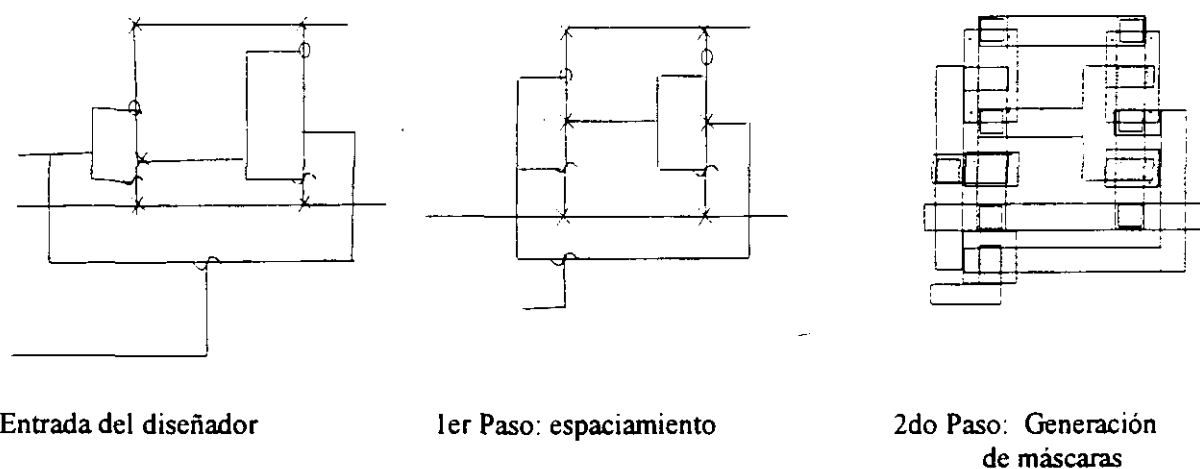 Entrada del diseñador
1er Paso: espaciamiento
2do Paso: Generación
de máscaras